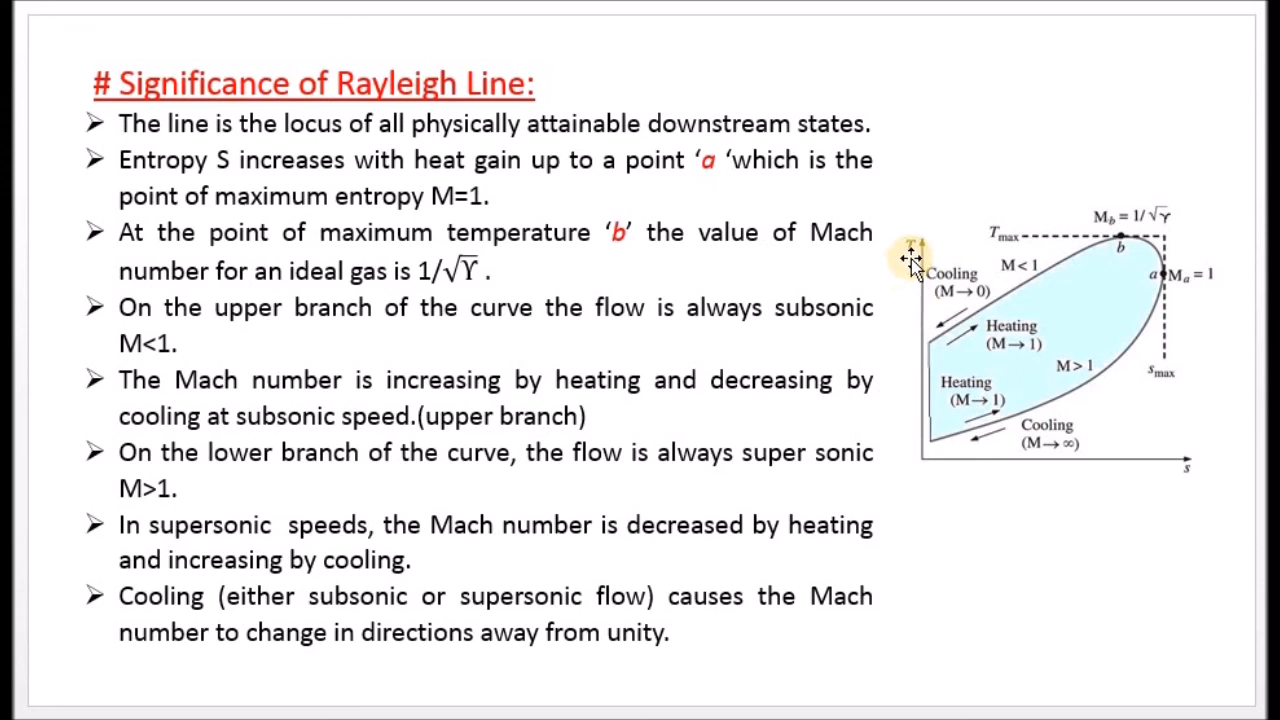 # Significance of Rayleigh Line:
➤ The line is the locus of all physically attainable downstream states.
➤ Entropy S increases with heat gain up to a point ‘a ‘which is the
point of maximum entropy M=1.
➤ At the point of maximum temperature ‘b’ the value of Mach
number for an ideal gas is 1/√ϒ .
➤ On the upper branch of the curve the flow is always subsonic
M<1.
➤ The Mach number is increasing by heating and decreasing by
cooling at subsonic speed.(upper branch)
➤ On the lower branch of the curve, the flow is always super sonic
M>1.
➤ In supersonic speeds, the Mach number is decreased by heating
and increasing by cooling.
➤ Cooling (either subsonic or supersonic flow) causes the Mach
number to change in directions away from unity.
M_b = 1/√γ
T_max
b
T
M < 1
Cooling
(M→0)
a
M_a = 1
Heating
(M→1)
M > 1
s_max
Heating
(M→1)
Cooling
(M→∞)
s